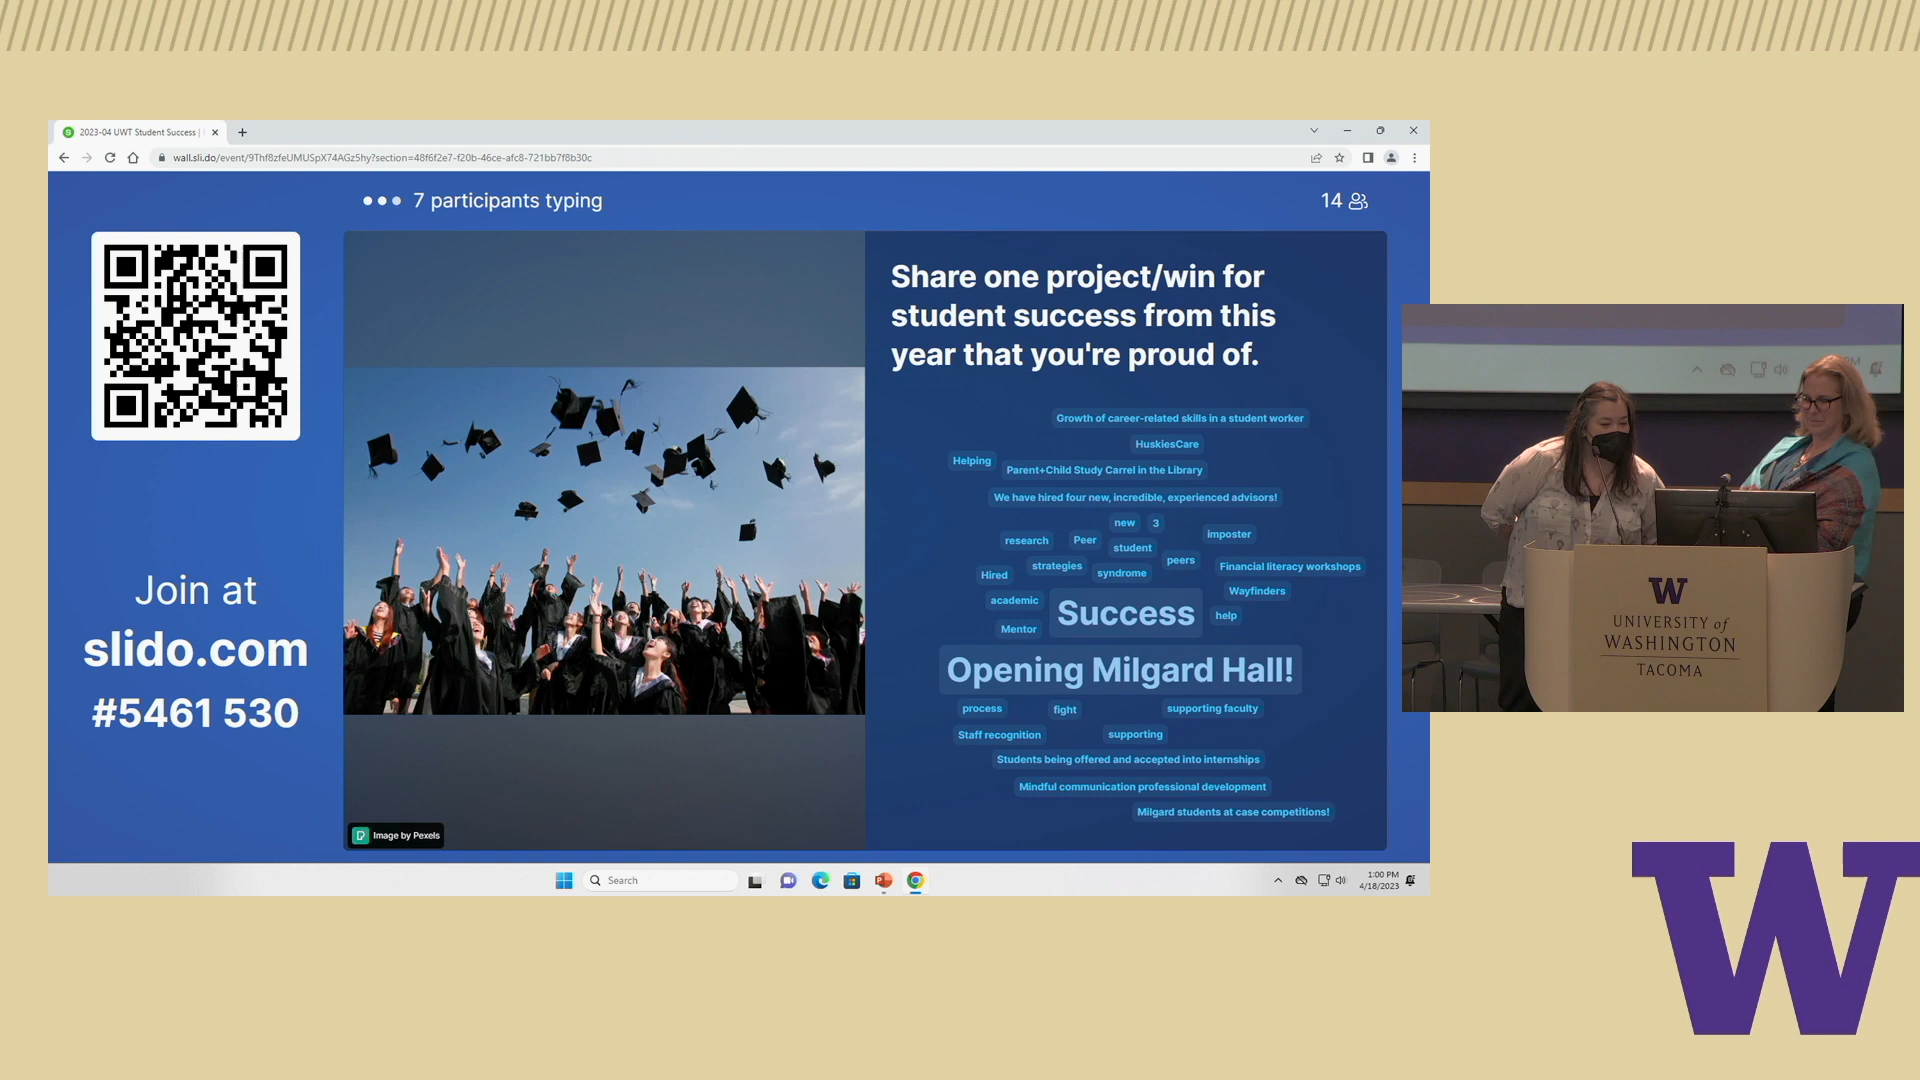 2023-04 UWT Student Success |
wall.sli.do/event/9Thf8zfeUMUSpX74AGz5hy?section=48f6f2e7-f20b-46ce-afc8-721bb7f8b30c
7 participants typing
14
Join at
slido.com
#5461 530
Share one project/win for
student success from this
year that you're proud of.
Growth of career-related skills in a student worker
HuskiesCare
Helping
Parent+Child Study Carrel in the Library
We have hired four new, incredible, experienced advisors!
new
3
research
Peer
student
imposter
strategies
syndrome
peers
Hired
Financial literacy workshops
academic
Success
Wayfinders
Mentor
help
Opening Milgard Hall!
process
fight
supporting faculty
Staff recognition
supporting
Students being offered and accepted into internships
Mindful communication professional development
Milgard students at case competitions!
Image by Pexels
Search
1:00 PM
4/18/2023
W
UNIVERSITY of
WASHINGTON
TACOMA
W